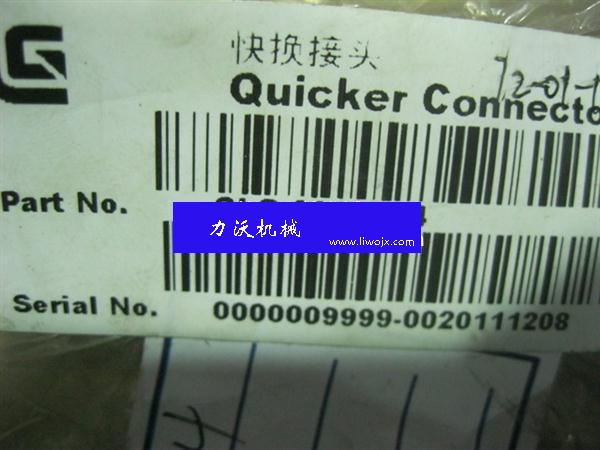 快换接头
Quicker Connecto
Part No.
力沃机械
www.liwojx.com
Serial No.
0000009999-0020111208